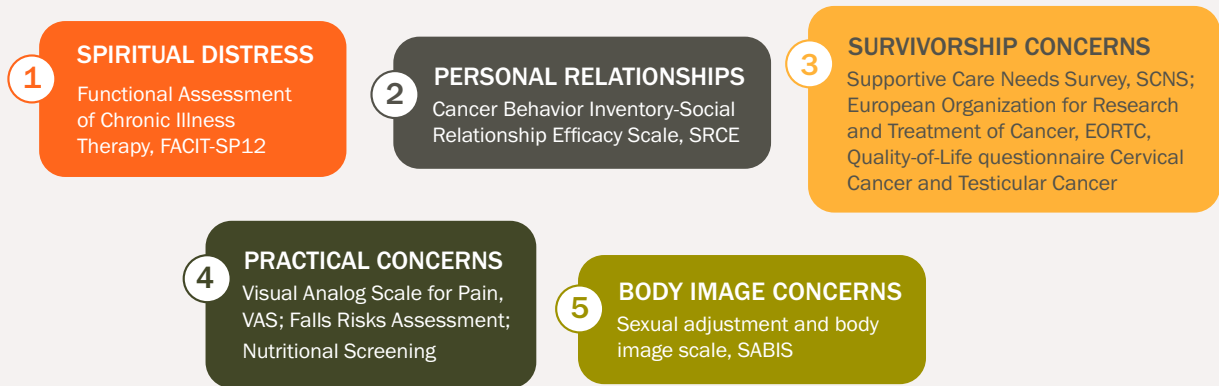 1
SPIRITUAL DISTRESS
Functional Assessment
of Chronic Illness
Therapy, FACIT-SP12
2
PERSONAL RELATIONSHIPS
Cancer Behavior Inventory-Social
Relationship Efficacy Scale, SRCE
3
SURVIVORSHIP CONCERNS
Supportive Care Needs Survey, SCNS;
European Organization for Research
and Treatment of Cancer, EORTC,
Quality-of-Life questionnaire Cervical
Cancer and Testicular Cancer
4
PRACTICAL CONCERNS
Visual Analog Scale for Pain,
VAS; Falls Risks Assessment;
Nutritional Screening
5
BODY IMAGE CONCERNS
Sexual adjustment and body
image scale, SABIS